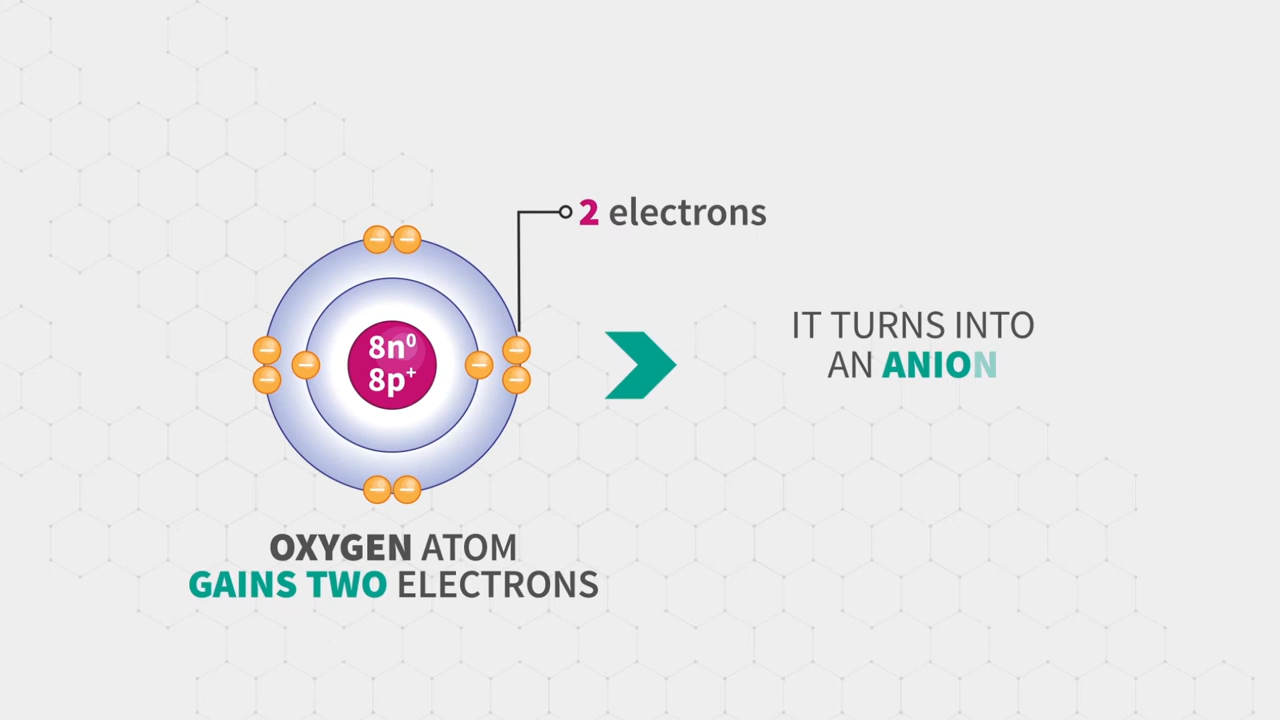 2 electrons
8n⁰
8p⁺
IT TURNS INTO
AN ANION
OXYGEN ATOM
GAINS TWO ELECTRONS